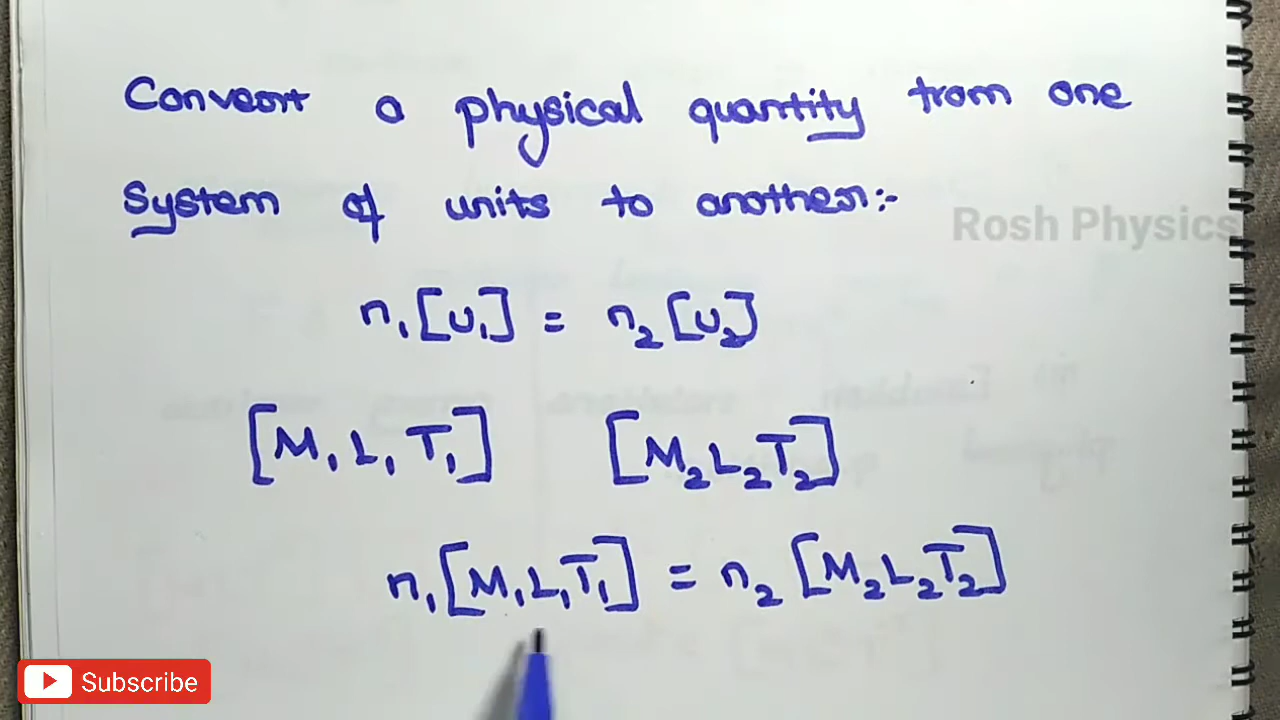 Convert a physical quantity from one
System of units to another:-
Rosh Physics
n₁[U₁] = n₂[U₂]
[M₁L₁T₁] [M₂L₂T₂]
n₁[M₁L₁T₁] = n₂[M₂L₂T₂]
Subscribe